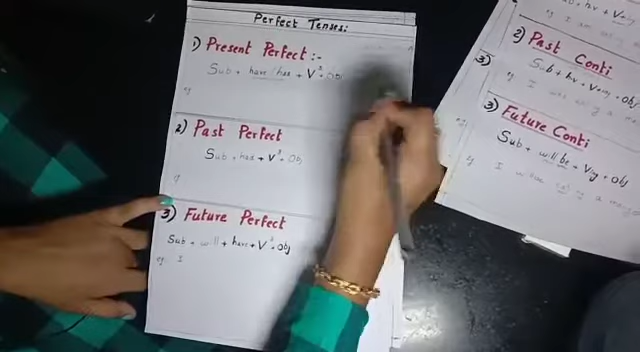 Perfect Tenses:
1) Present Perfect :-
Sub + have/has + V³ + Obj
eg
2) Past Perfect
Sub + had + V³ + Obj
eg
3) Future Perfect
Sub + will + have + V³ + Obj
eg I
2) Past Conti
Sub + hv + Ving + Obj
eg I was
3)
3) Future Conti
Sub + will be + Ving + Obj
eg I